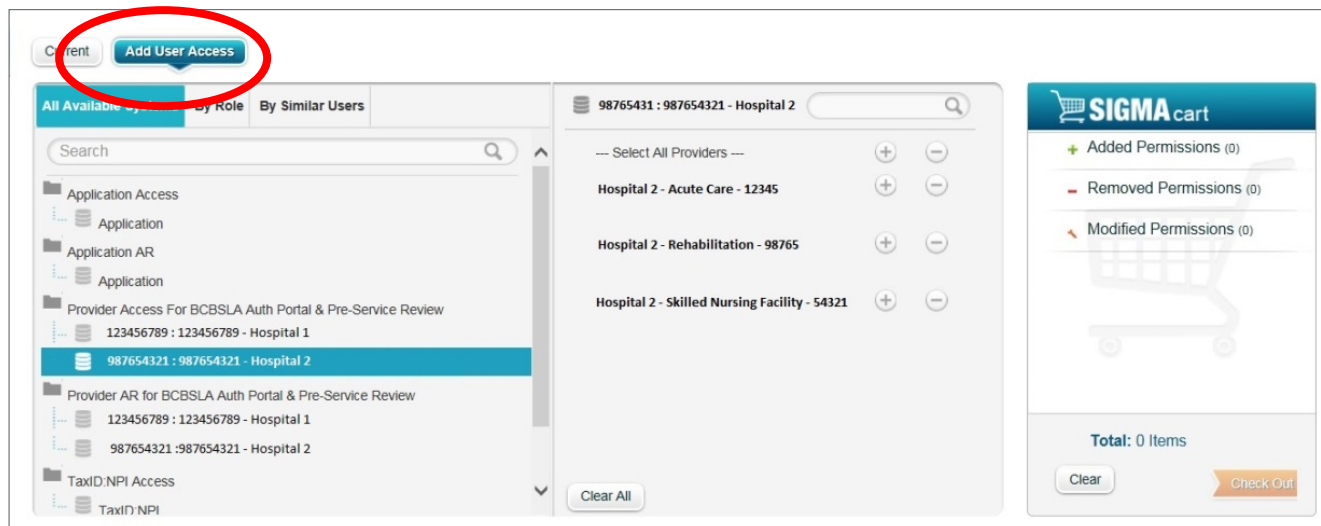 Current
Add User Access
All Available
By Role
By Similar Users
Search
Application Access
Application
Application AR
Application
Provider Access For BCBSLA Auth Portal & Pre-Service Review
123456789 : 123456789 - Hospital 1
987654321 : 987654321 - Hospital 2
Provider AR for BCBSLA Auth Portal & Pre-Service Review
123456789 : 123456789 - Hospital 1
987654321 :987654321 - Hospital 2
TaxID:NPI Access
TaxID:NPI
98765431 : 987654321 - Hospital 2
--- Select All Providers ---
Hospital 2 - Acute Care - 12345
Hospital 2 - Rehabilitation - 98765
Hospital 2 - Skilled Nursing Facility - 54321
Clear All
SIGMA cart
Added Permissions (0)
Removed Permissions (0)
Modified Permissions (0)
Total: 0 Items
Clear
Check Out